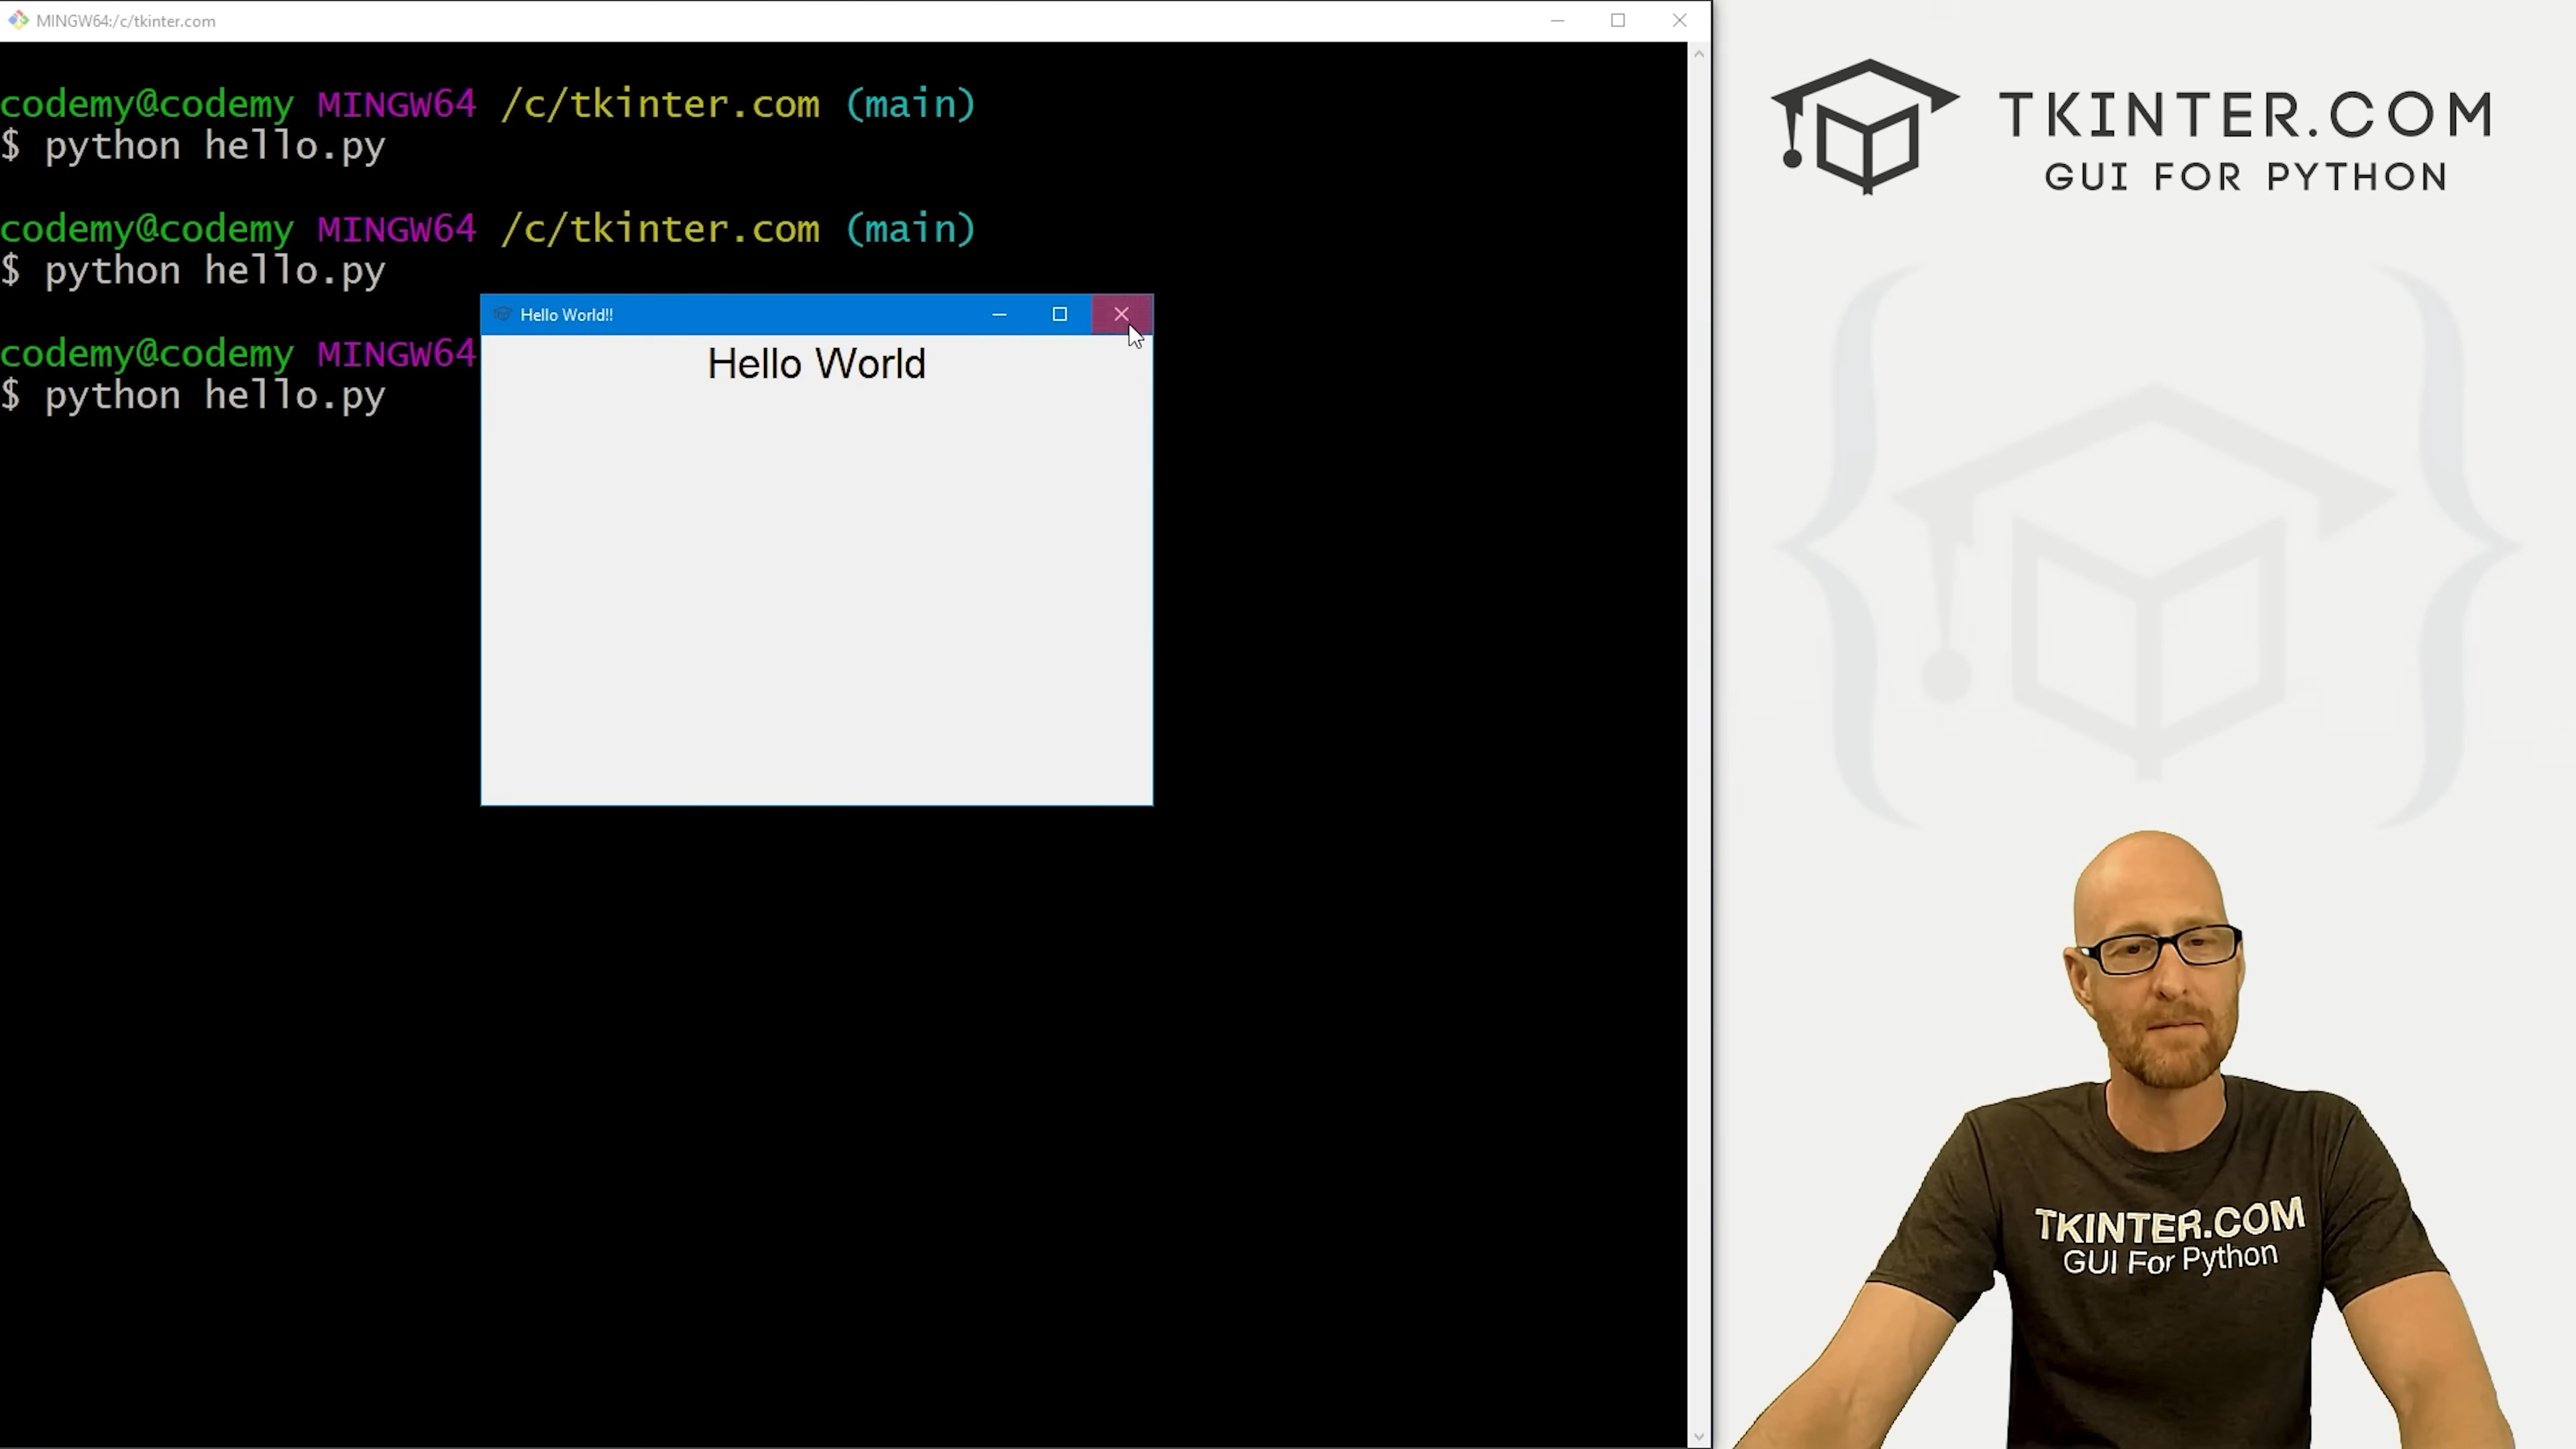 MINGW64:/c/tkinter.com
codemy@codemy MINGW64 /c/tkinter.com (main)
$ python hello.py
codemy@codemy MINGW64 /c/tkinter.com (main)
$ python hello.py
codemy@codemy MINGW64
$ python hello.py
Hello World!!
Hello World
TKINTER.COM
GUI FOR PYTHON
TKINTER.COM
GUI For Python